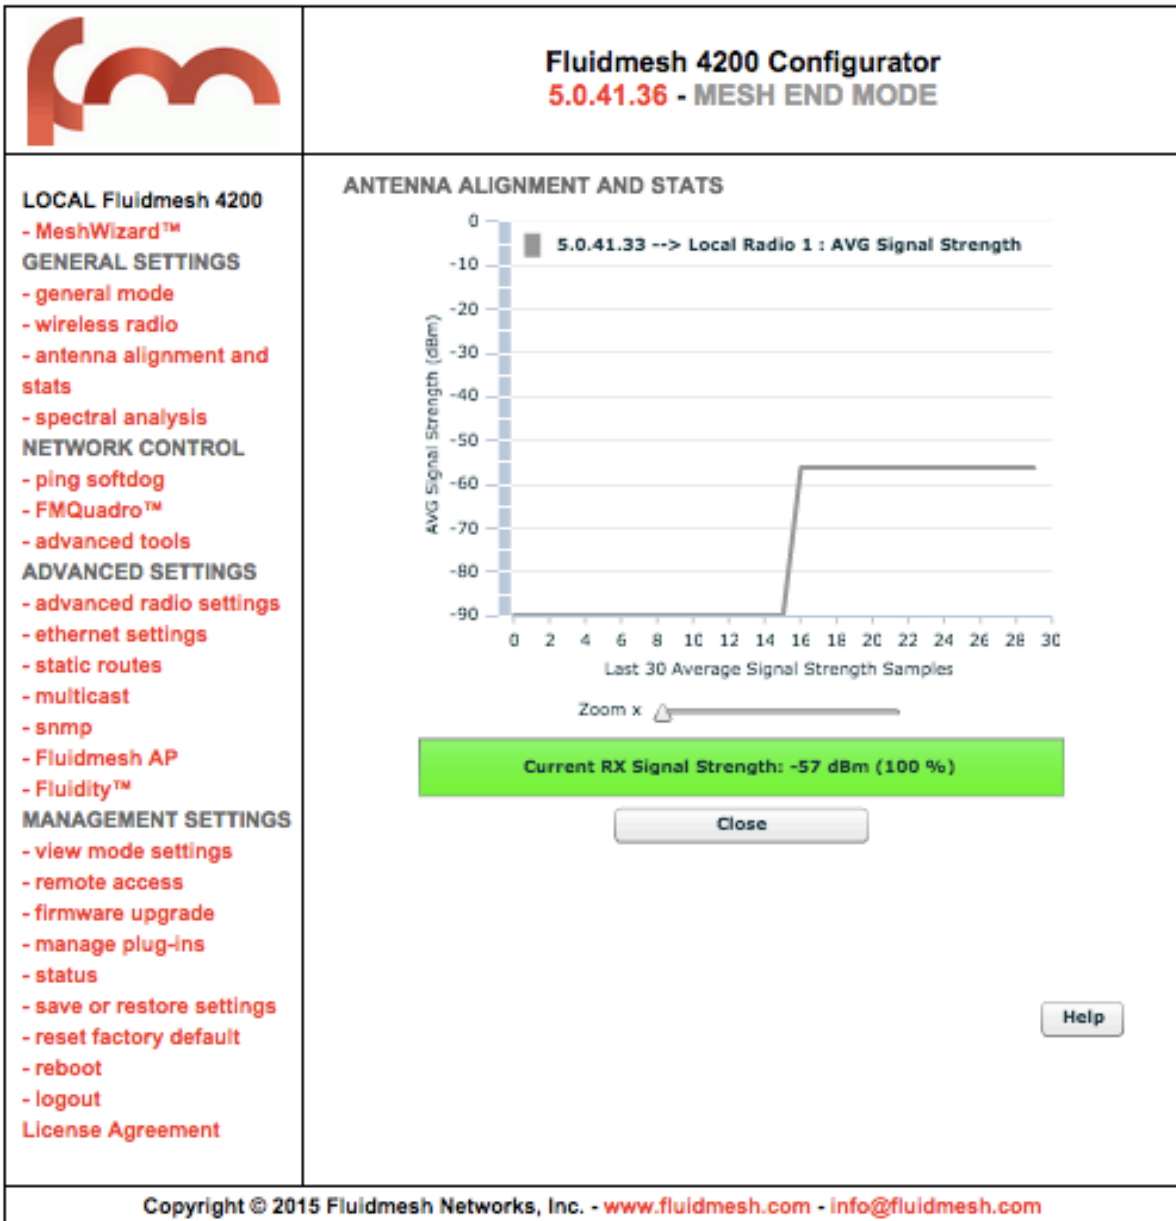 Fluidmesh 4200 Configurator
5.0.41.36 - MESH END MODE
LOCAL Fluidmesh 4200
- MeshWizard™
GENERAL SETTINGS
- general mode
- wireless radio
- antenna alignment and
stats
- spectral analysis
NETWORK CONTROL
- ping softdog
- FMQuadro™
- advanced tools
ADVANCED SETTINGS
- advanced radio settings
- ethernet settings
- static routes
- multicast
- snmp
- Fluidmesh AP
- Fluidity™
MANAGEMENT SETTINGS
- view mode settings
- remote access
- firmware upgrade
- manage plug-ins
- status
- save or restore settings
- reset factory default
- reboot
- logout
License Agreement
ANTENNA ALIGNMENT AND STATS
5.0.41.33 --> Local Radio 1 : AVG Signal Strength
AVG Signal Strength (dBm)
0
-10
-20
-30
-40
-50
-60
-70
-80
-90
0 2 4 6 8 10 12 14 16 18 20 22 24 26 28 30
Last 30 Average Signal Strength Samples
Zoom x
Current RX Signal Strength: -57 dBm (100 %)
Close
Help
Copyright © 2015 Fluidmesh Networks, Inc. - www.fluidmesh.com - info@fluidmesh.com